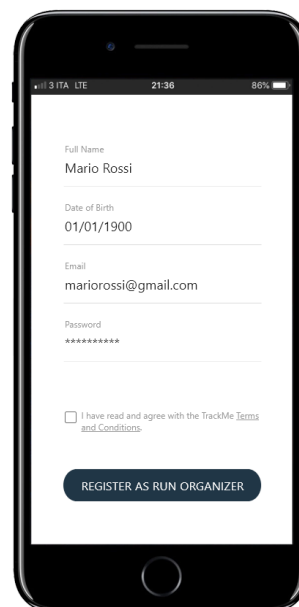 3 ITA LTE 21:36 86%
Full Name
Mario Rossi
Date of Birth
01/01/1900
Email
mariorossi@gmail.com
Password
**********
I have read and agree with the TrackMe Terms
and Conditions.
REGISTER AS RUN ORGANIZER